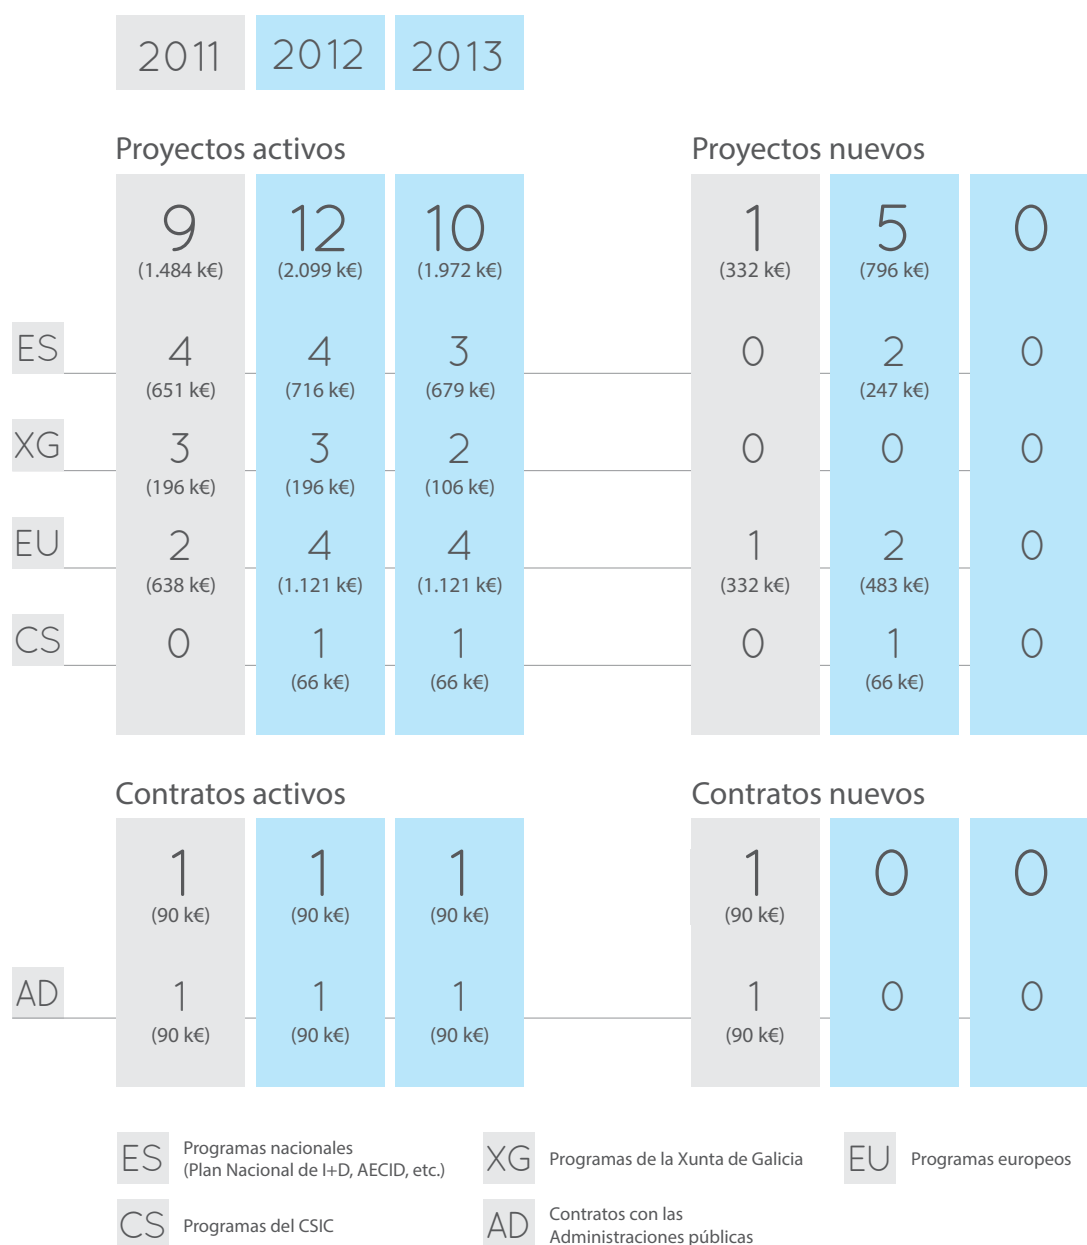 2011 2012 2013
Proyectos activos Proyectos nuevos
9 12 10 1 5 0
(1.484 k€) (2.099 k€) (1.972 k€) (332 k€) (796 k€)
ES 4 4 3 0 2 0
(651 k€) (716 k€) (679 k€) (247 k€)
XG 3 3 2 0 0 0
(196 k€) (196 k€) (106 k€)
EU 2 4 4 1 2 0
(638 k€) (1.121 k€) (1.121 k€) (332 k€) (483 k€)
CS 0 1 1 0 1 0
(66 k€) (66 k€) (66 k€)
Contratos activos Contratos nuevos
1 1 1 1 0 0
(90 k€) (90 k€) (90 k€) (90 k€)
AD 1 1 1 1 0 0
(90 k€) (90 k€) (90 k€) (90 k€)
ES Programas nacionales
(Plan Nacional de I+D, AECID, etc.)
XG Programas de la Xunta de Galicia
EU Programas europeos
CS Programas del CSIC
AD Contratos con las
Administraciones públicas